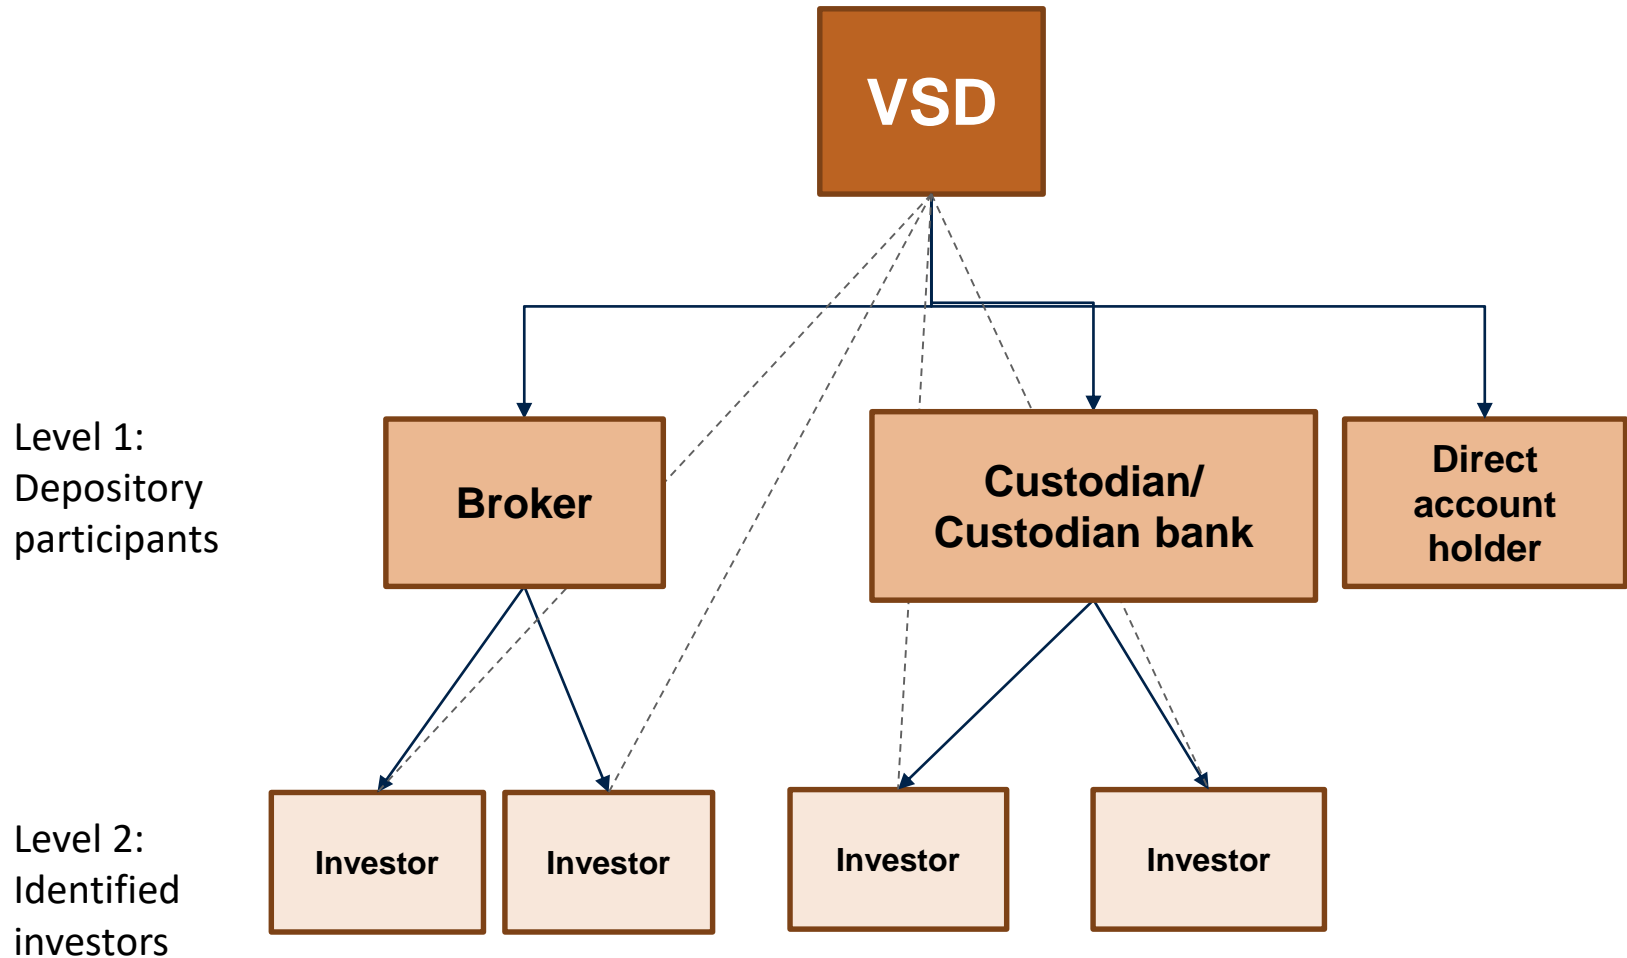 VSD
Level 1:
Depository
participants
Broker
Custodian/
Custodian bank
Direct
account
holder
Level 2:
Identified
investors
Investor
Investor
Investor
Investor